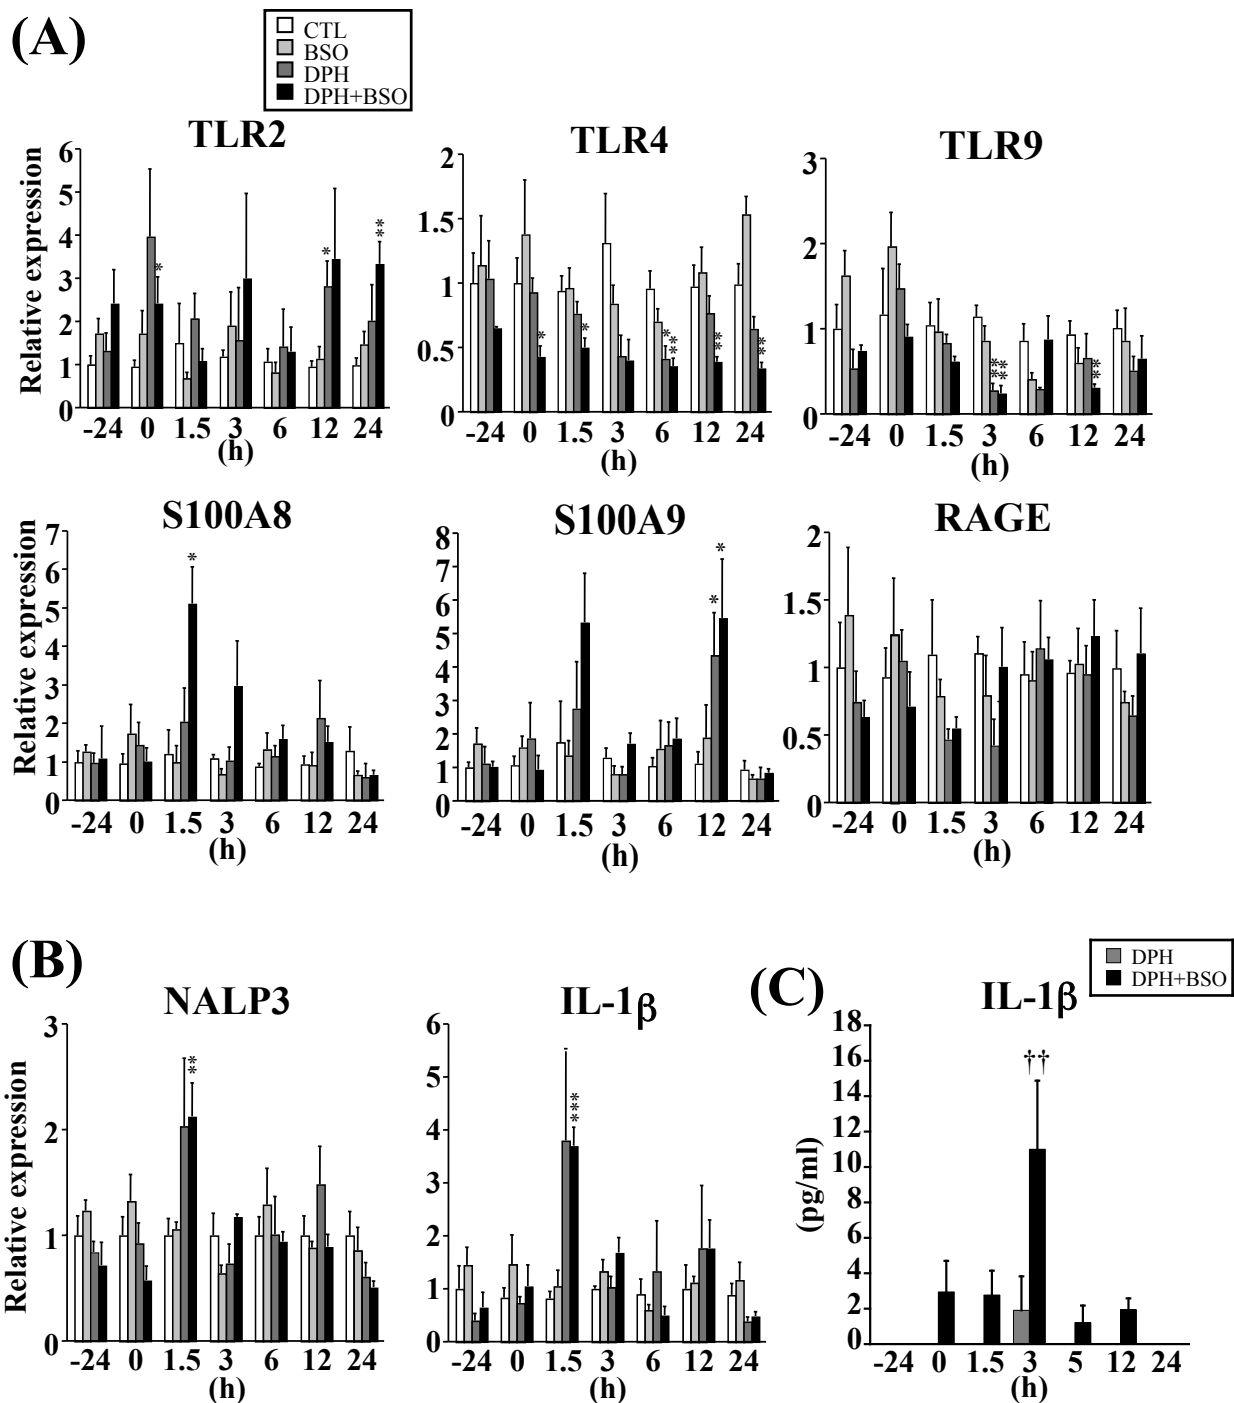 (A)
CTL
BSO
DPH
DPH+BSO
TLR2
TLR4
TLR9
Relative expression
6
5
4
3
2
1
0
* * **
-24 0 1.5 3 6 12 24
(h)
2
1.5
1
0.5
0
* * * ** ** **
-24 0 1.5 3 6 12 24
(h)
3
2
1
0
** ** **
-24 0 1.5 3 6 12 24
(h)
S100A8
S100A9
RAGE
Relative expression
7
6
5
4
3
2
1
0
*
-24 0 1.5 3 6 12 24
(h)
8
7
6
5
4
3
2
1
0
* *
-24 0 1.5 3 6 12 24
(h)
2
1.5
1
0.5
0
-24 0 1.5 3 6 12 24
(h)
(B)
NALP3
IL-1β
Relative expression
3
2
1
0
**
-24 0 1.5 3 6 12 24
(h)
6
5
4
3
2
1
0
***
-24 0 1.5 3 6 12 24
(h)
(C)
DPH
DPH+BSO
IL-1β
(pg/ml)
18
16
14
12
10
8
6
4
2
0
††
-24 0 1.5 3 5 12 24
(h)